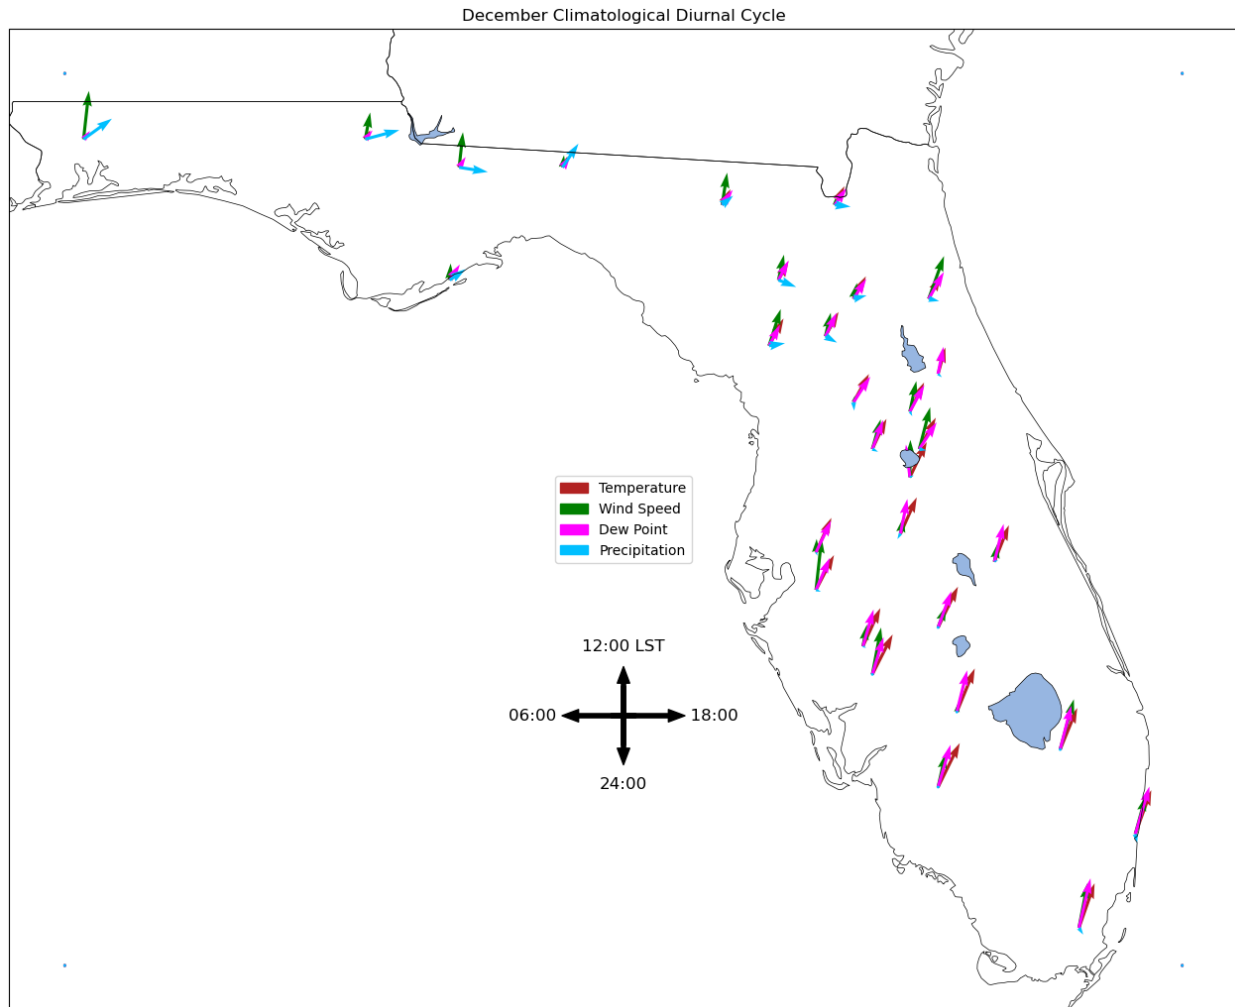 December Climatological Diurnal Cycle
Temperature
Wind Speed
Dew Point
Precipitation
12:00 LST
06:00
18:00
24:00